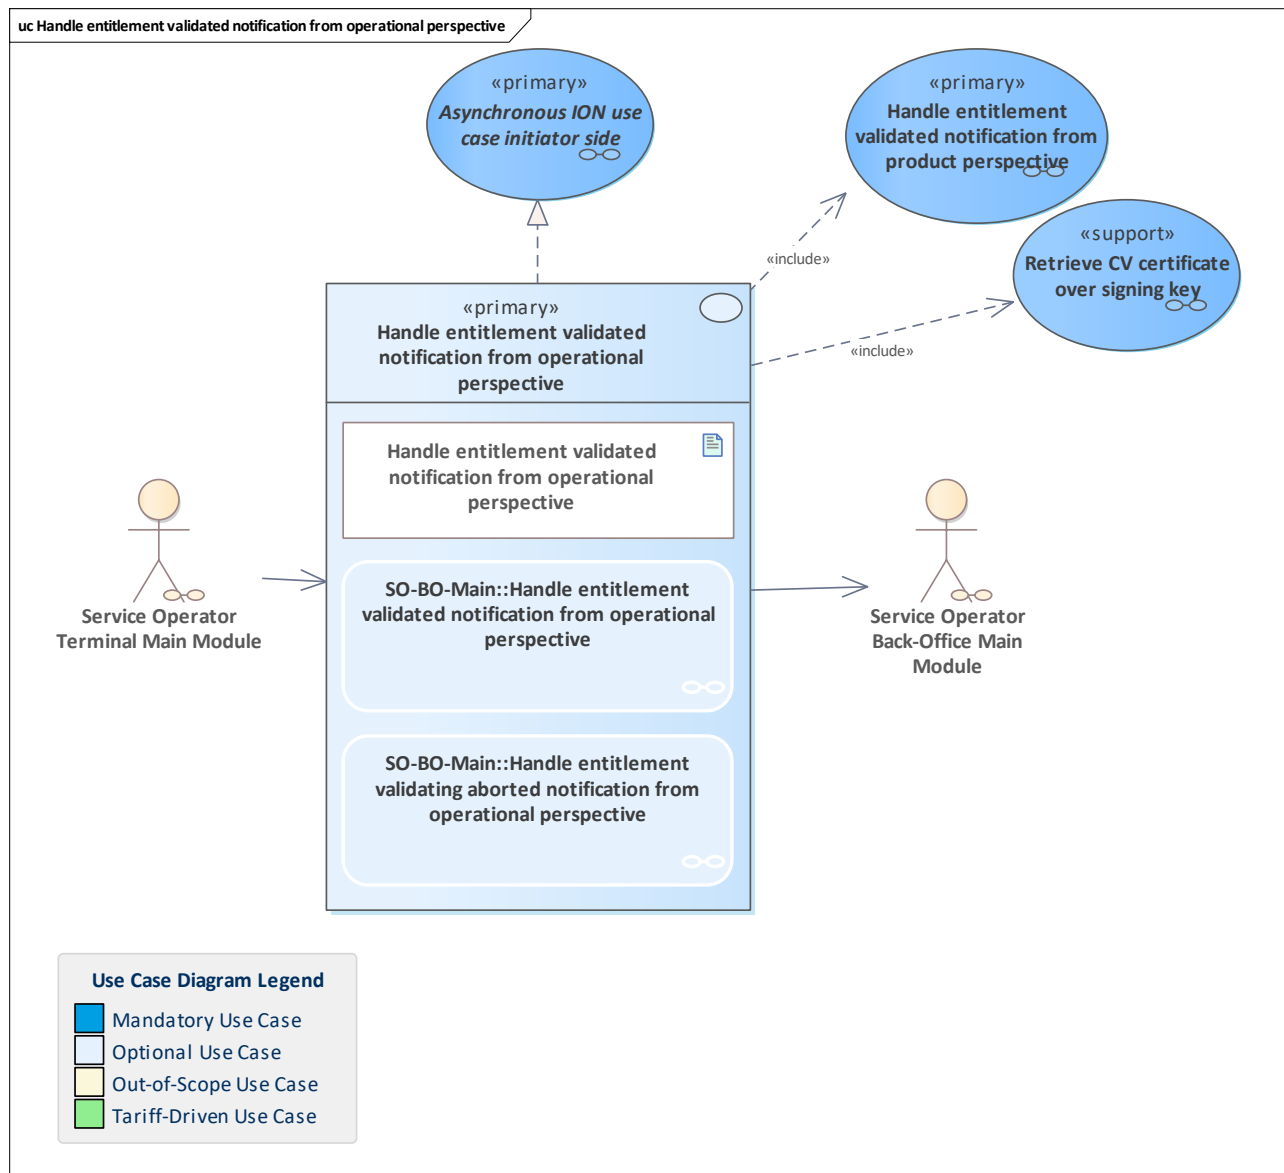 uc Handle entitlement validated notification from operational perspective
«primary»
Asynchronous ION use
case initiator side
«primary»
Handle entitlement
validated notification from
product perspective
«support»
Retrieve CV certificate
over signing key
«include»
«include»
«primary»
Handle entitlement validated
notification from operational
perspective
Handle entitlement validated
notification from operational
perspective
SO-BO-Main::Handle entitlement
validated notification from operational
perspective
SO-BO-Main::Handle entitlement
validating aborted notification from
operational perspective
Service Operator
Terminal Main Module
Service Operator
Back-Office Main
Module
Use Case Diagram Legend
Mandatory Use Case
Optional Use Case
Out-of-Scope Use Case
Tariff-Driven Use Case